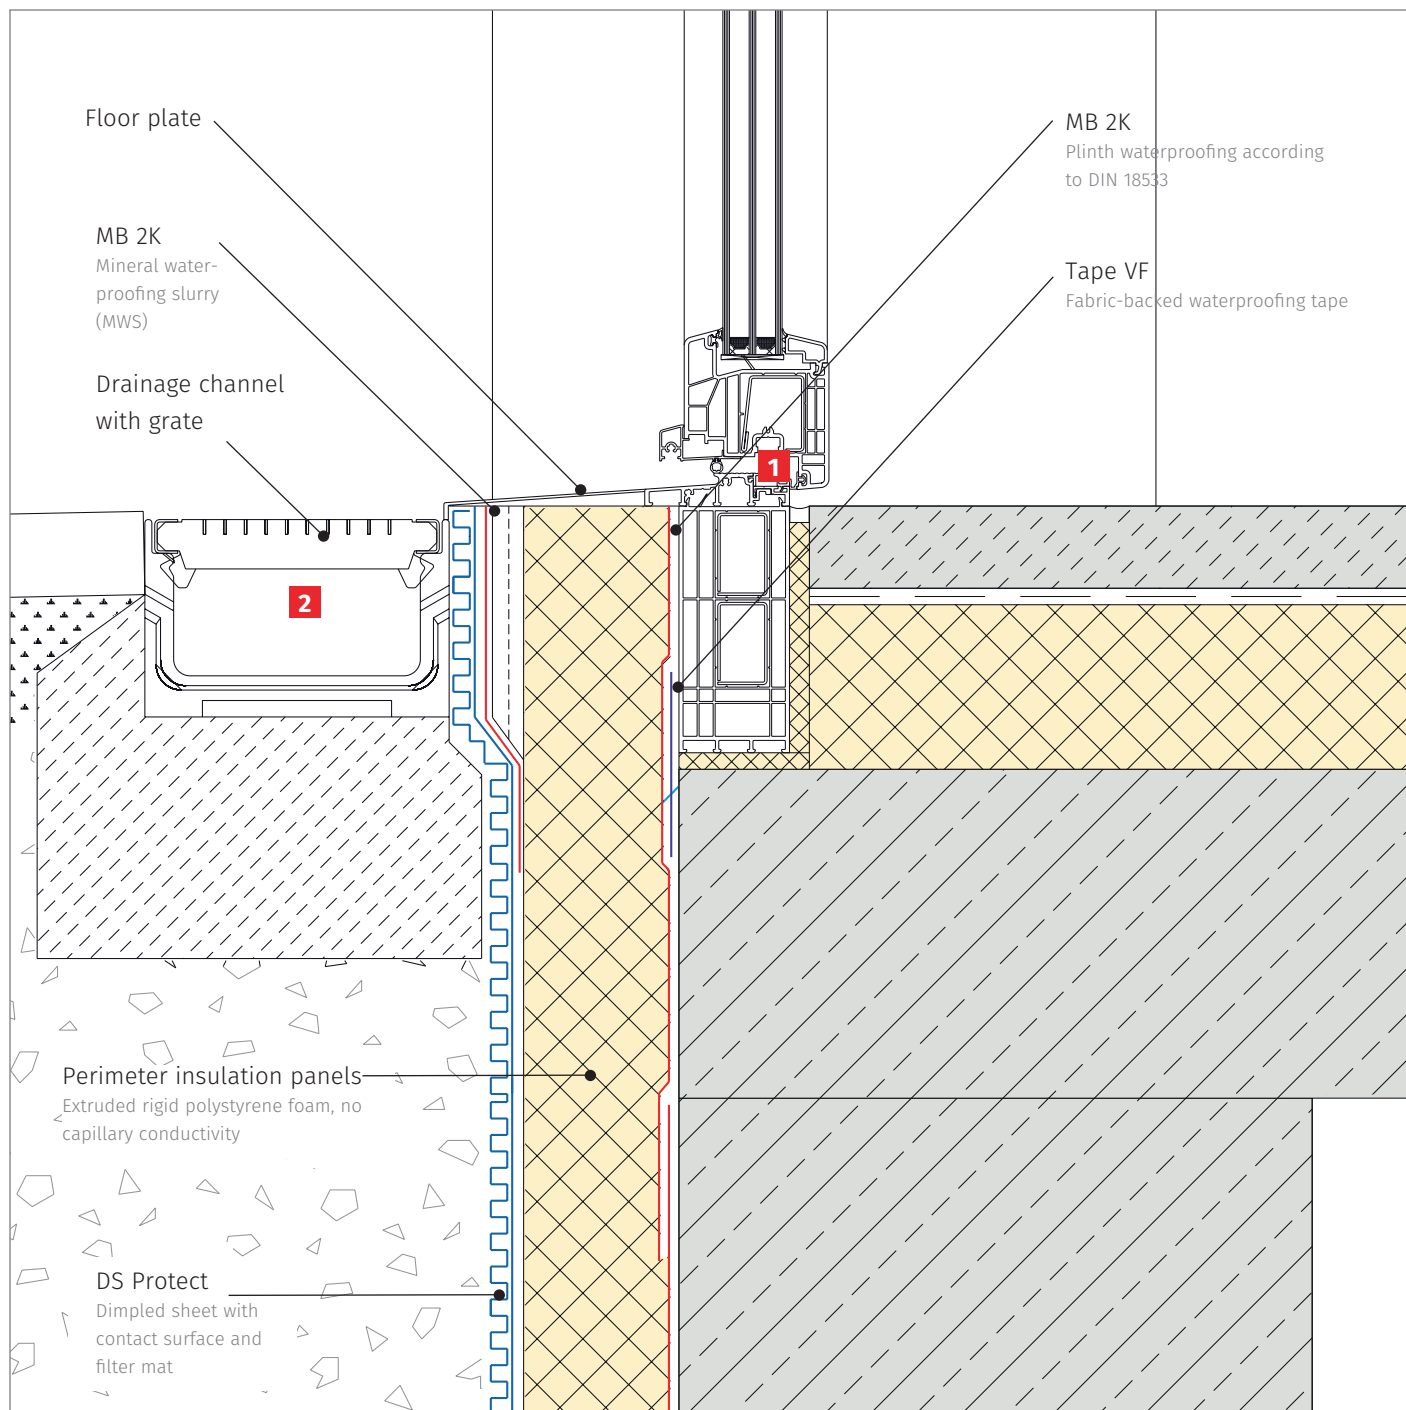 Floor plate
MB 2K
Mineral water-
proofing slurry
(MWS)
Drainage channel
with grate
MB 2K
Plinth waterproofing according
to DIN 18533
Tape VF
Fabric-backed waterproofing tape
1
2
Perimeter insulation panels
Extruded rigid polystyrene foam, no
capillary conductivity
DS Protect
Dimpled sheet with
contact surface and
filter mat